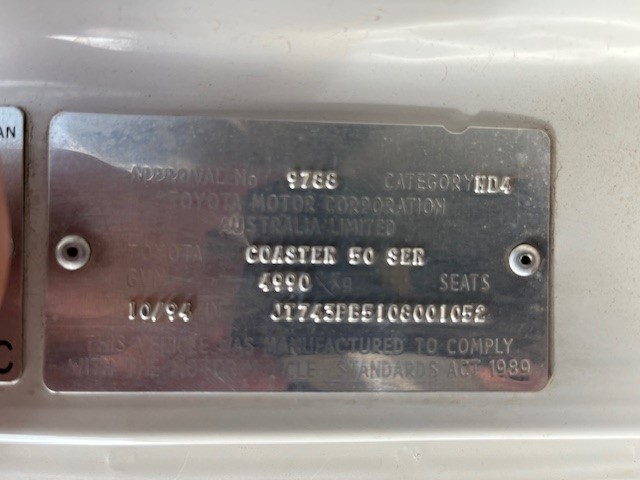 AN
APPROVAL No 9788 CATEGORY MD4
TOYOTA MOTOR CORPORATION
AUSTRALIA LIMITED
TOYOTA COASTER 50 SER
4990 Kg SEATS
10/94 JT743PB5108001052
THIS VEHICLE WAS MANUFACTURED TO COMPLY
WITH THE MOTOR VEHICLE STANDARDS ACT 1989
C